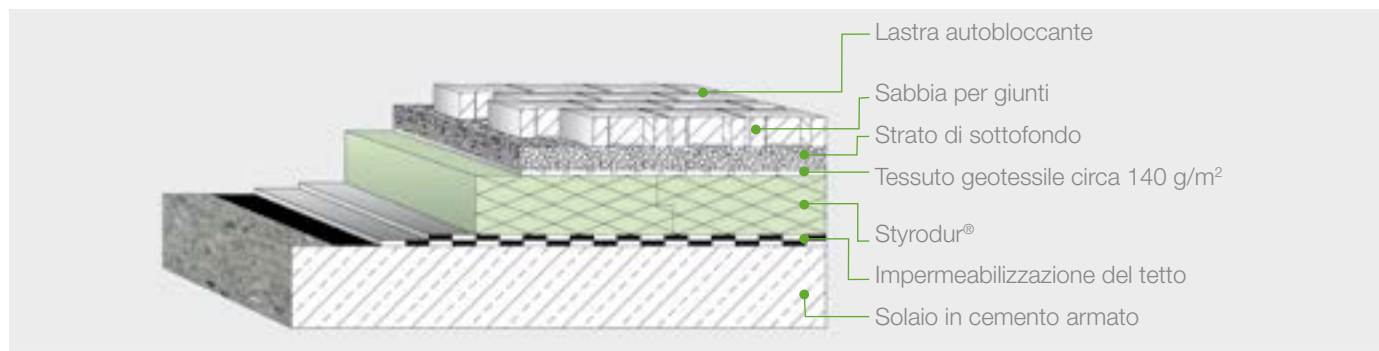 Lastra autobloccante
Sabbia per giunti
Strato di sottofondo
Tessuto geotessile circa 140 g/m²
Styrodur®
Impermeabilizzazione del tetto
Solaio in cemento armato